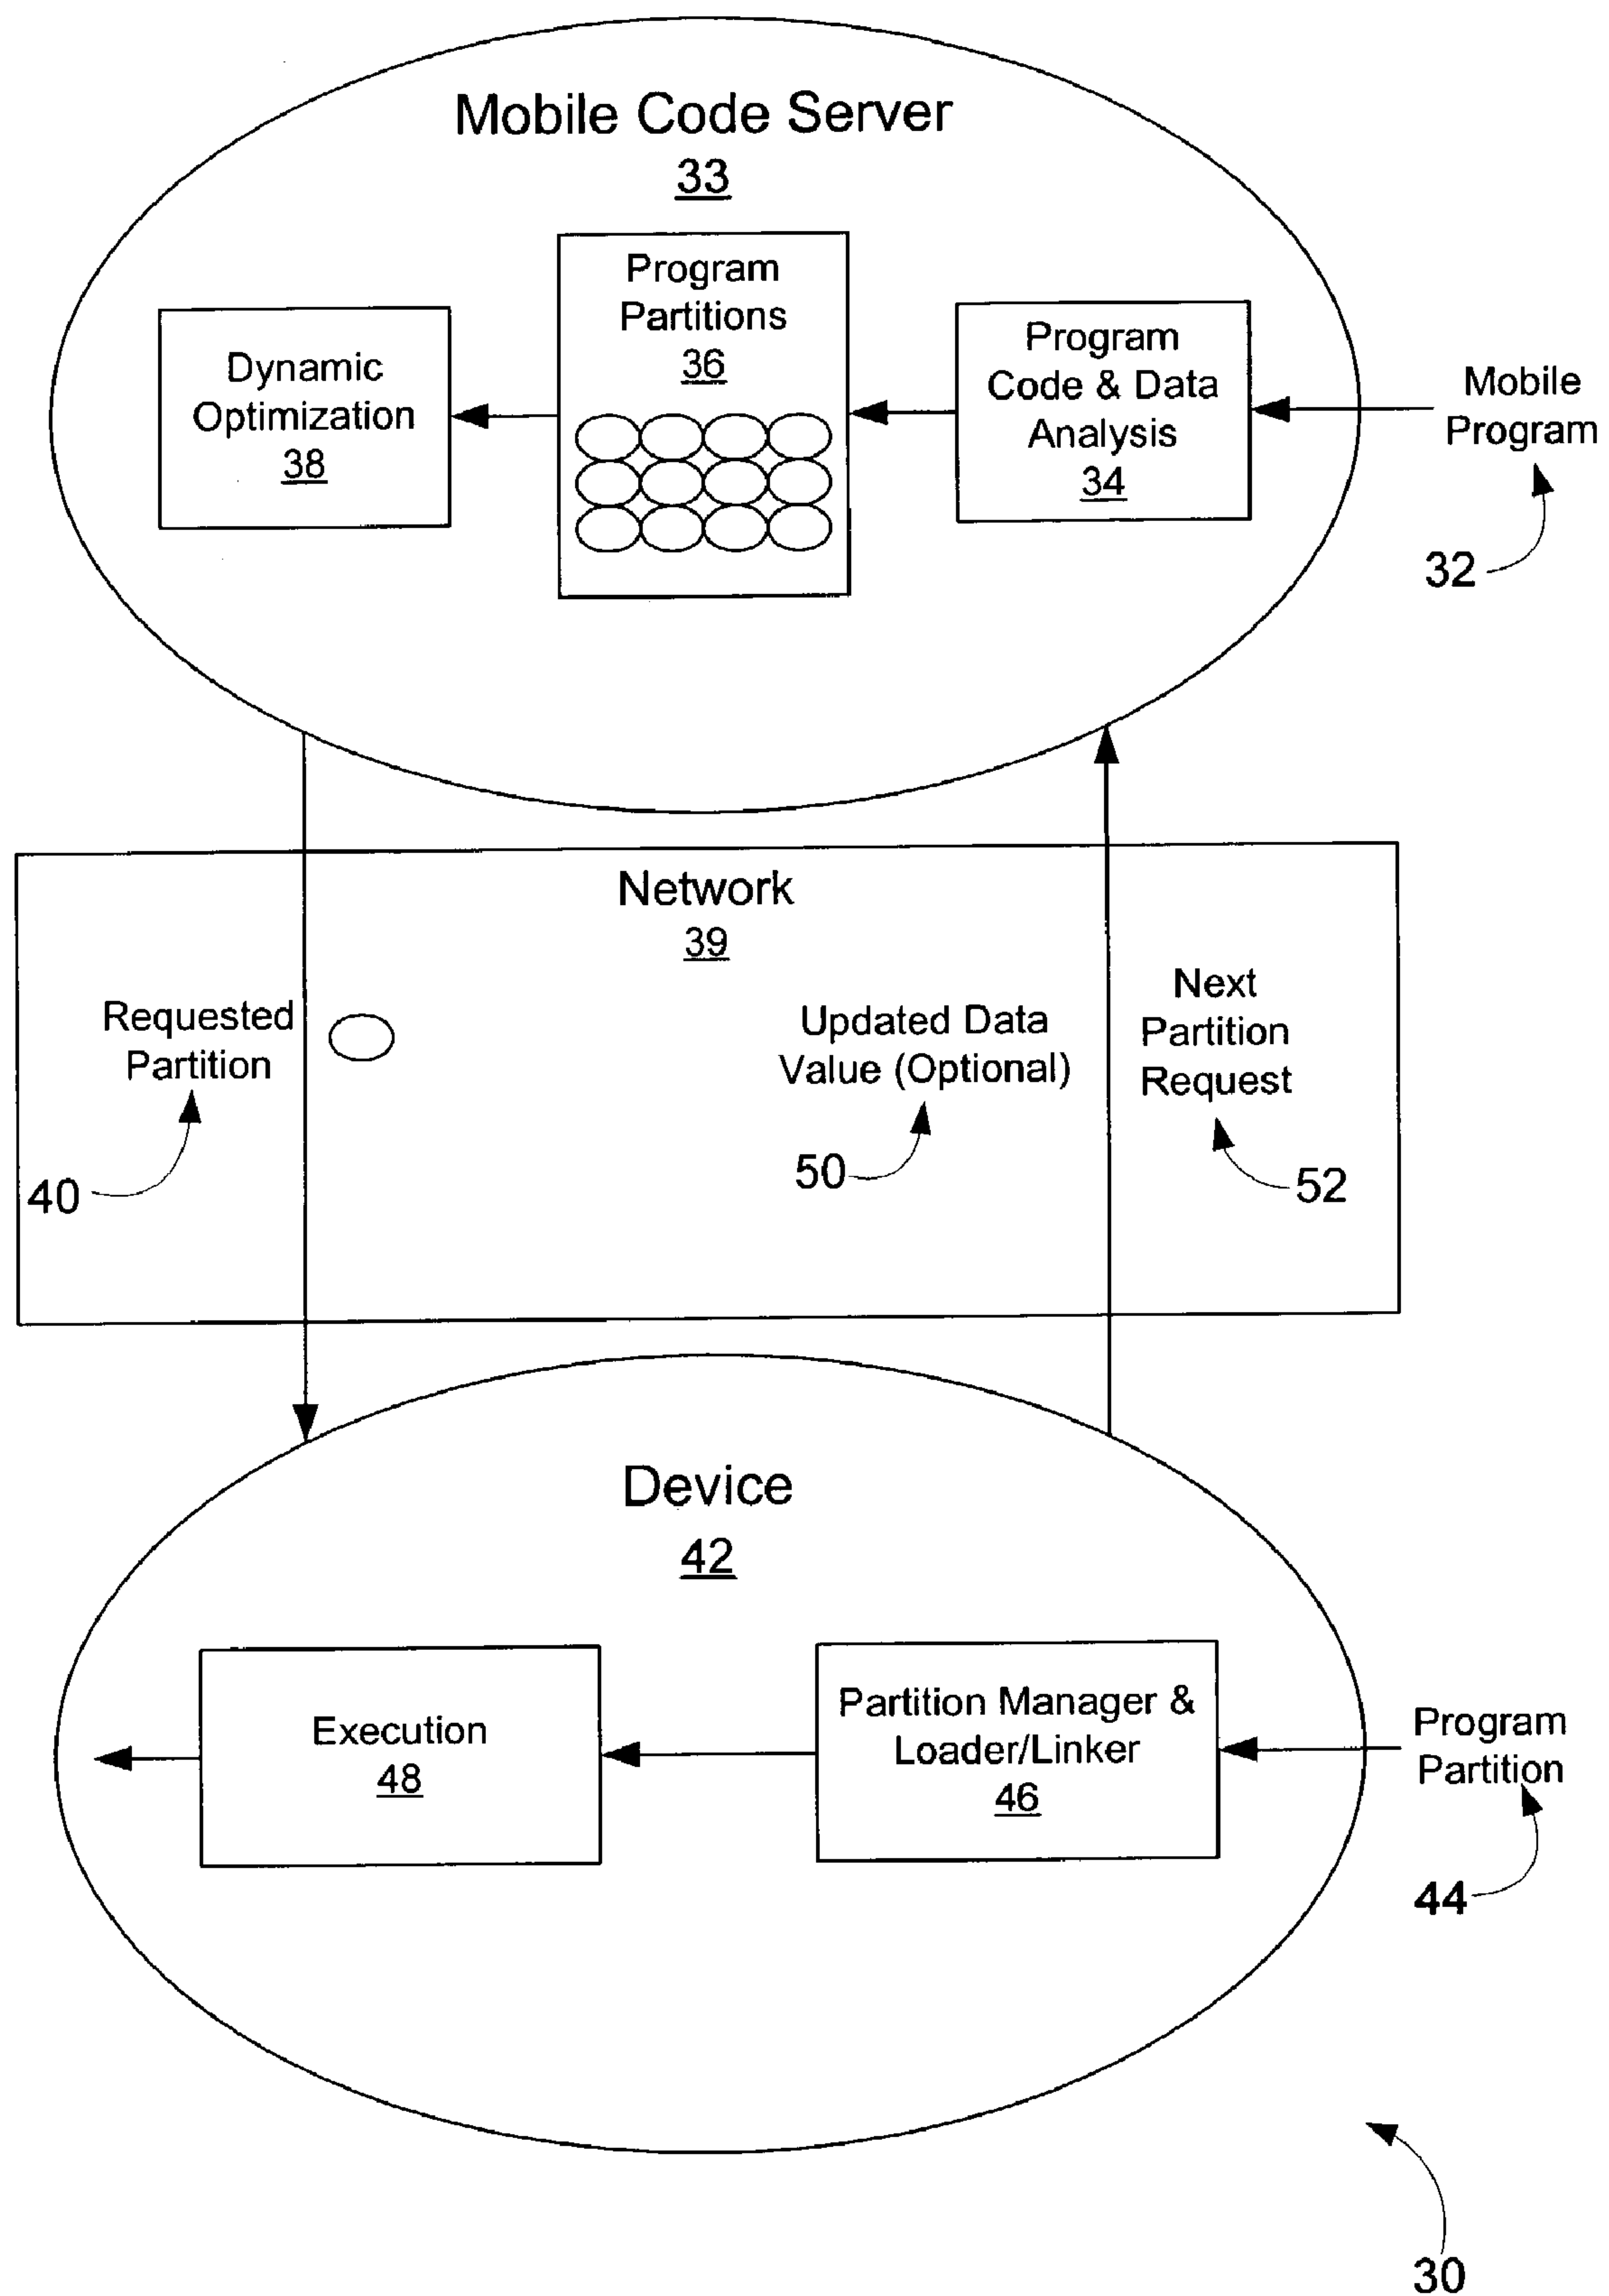 Mobile Code Server
33
Program
Partitions
36
Program
Code & Data
Analysis
34
Dynamic
Optimization
38
Mobile
Program
32
Network
39
Requested
Partition
40
Updated Data
Value (Optional)
50
Next
Partition
Request
52
Device
42
Execution
48
Partition Manager &
Loader/Linker
46
Program
Partition
44
30